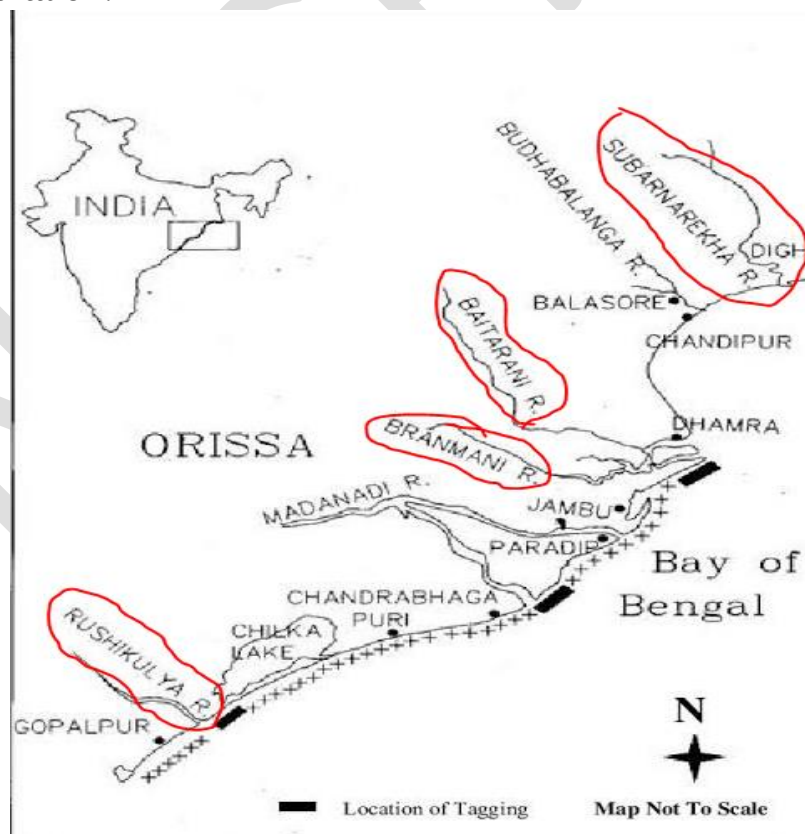 INDIA
BUDHABALANGA R.
SUBARNAREKHA R.
DIGH
BALASORE
CHANDIPUR
BAITARANI R.
DHAMRA
ORISSA
BRANMANI R.
MADANADI R.
JAMBU
PARADIP
Bay of
Bengal
CHANDRABHAGA
PURI
CHILKA
LAKE
RUSHIKULYA R.
GOPALPUR
N
Location of Tagging
Map Not To Scale